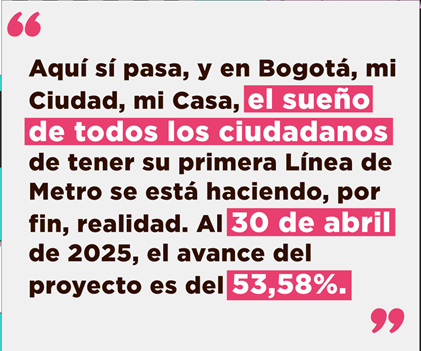 “
Aquí sí pasa, y en Bogotá, mi
Ciudad, mi Casa, el sueño
de todos los ciudadanos
de tener su primera Línea de
Metro se está haciendo, por
fin, realidad. Al 30 de abril
de 2025, el avance del
proyecto es del 53,58%.
”